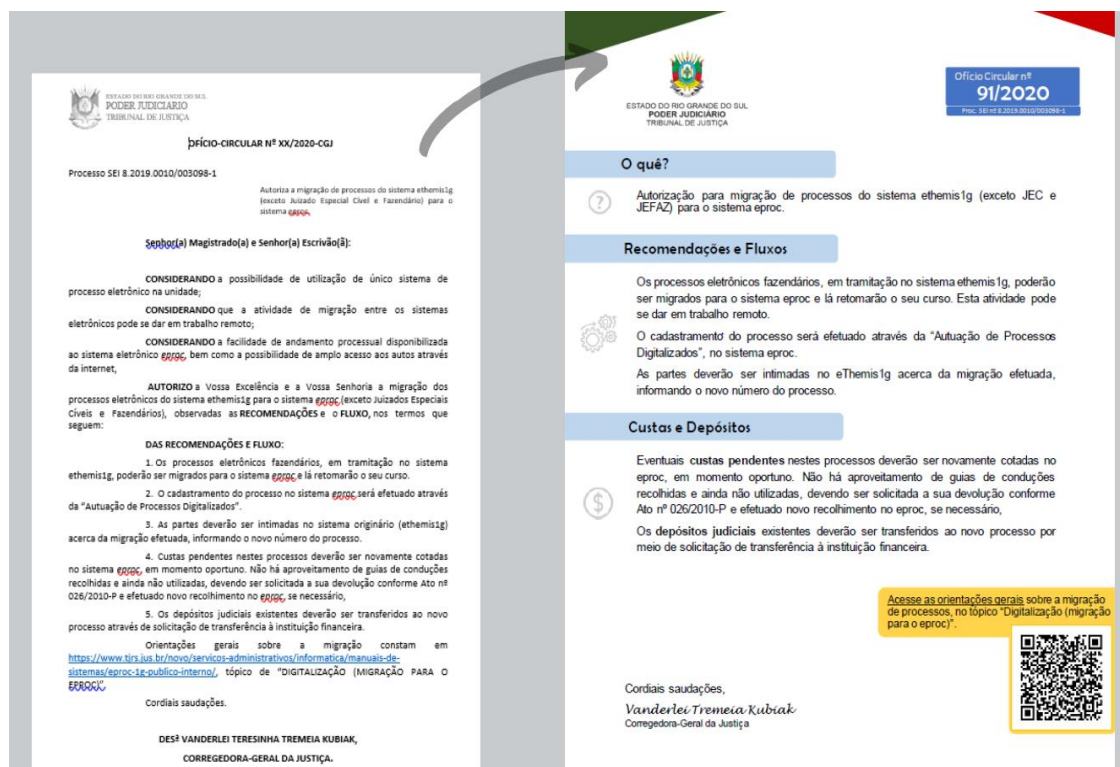 ESTADO DO RIO GRANDE DO SUL
PODER JUDICIÁRIO
TRIBUNAL DE JUSTIÇA
OFÍCIO-CIRCULAR Nº XX/2020-CGJ
Processo SEI 8.2019.0010/003098-1
Autoriza a migração de processos do sistema ethemis1g
(exceto Juizado Especial Cível e Fazendário) para o
sistema eproc.
Senhor(a) Magistrado(a) e Senhor(a) Escrivão(ã):
CONSIDERANDO a possibilidade de utilização de único sistema de
processo eletrônico na unidade;
CONSIDERANDO que a atividade de migração entre os sistemas
eletrônicos pode se dar em trabalho remoto;
CONSIDERANDO a facilidade de andamento processual disponibilizada
ao sistema eletrônico eproc, bem como a possibilidade de amplo acesso aos autos através
da internet,
AUTORIZO a Vossa Excelência e a Vossa Senhoria a migração dos
processos eletrônicos do sistema ethemis1g para o sistema eproc (exceto Juizados Especiais
Cíveis e Fazendários), observadas as RECOMENDAÇÕES e o FLUXO, nos termos que
seguem:
DAS RECOMENDAÇÕES E FLUXO:
1. Os processos eletrônicos fazendários, em tramitação no sistema
ethemis1g, poderão ser migrados para o sistema eproc e lá retomarão o seu curso.
2. O cadastramento do processo no sistema eproc será efetuado através
da “Autuação de Processos Digitalizados”.
3. As partes deverão ser intimadas no sistema originário (ethemis1g)
acerca da migração efetuada, informando o novo número do processo.
4. Custas pendentes nestes processos deverão ser novamente cotadas
no sistema eproc, em momento oportuno. Não há aproveitamento de guias de conduções
recolhidas e ainda não utilizadas, devendo ser solicitada a sua devolução conforme Ato nº
026/2010-P e efetuado novo recolhimento no eproc, se necessário,
5. Os depósitos judiciais existentes deverão ser transferidos ao novo
processo através de solicitação de transferência à instituição financeira.
Orientações gerais sobre a migração constam em
https://www.tjrs.jus.br/novo/servicos-administrativos/informatica/manuais-de-
sistemas/eproc-1g-publico-interno/, tópico de “DIGITALIZAÇÃO (MIGRAÇÃO PARA O
EPROC)”.
Cordiais saudações.
DESª VANDERLEI TERESINHA TREMEIA KUBIAK,
CORREGEDORA-GERAL DA JUSTIÇA.
ESTADO DO RIO GRANDE DO SUL
PODER JUDICIÁRIO
TRIBUNAL DE JUSTIÇA
Ofício Circular nº
91/2020
Proc. SEI nº 8.2019.0010/003098-1
O quê?
Autorização para migração de processos do sistema ethemis1g (exceto JEC e
JEFAZ) para o sistema eproc.
Recomendações e Fluxos
Os processos eletrônicos fazendários, em tramitação no sistema ethemis1g, poderão
ser migrados para o sistema eproc e lá retomarão o seu curso. Esta atividade pode
se dar em trabalho remoto.
O cadastramento do processo será efetuado através da “Autuação de Processos
Digitalizados”, no sistema eproc.
As partes deverão ser intimadas no eThemis1g acerca da migração efetuada,
informando o novo número do processo.
Custas e Depósitos
Eventuais custas pendentes nestes processos deverão ser novamente cotadas no
eproc, em momento oportuno. Não há aproveitamento de guias de conduções
recolhidas e ainda não utilizadas, devendo ser solicitada a sua devolução conforme
Ato nº 026/2010-P e efetuado novo recolhimento no eproc, se necessário,
Os depósitos judiciais existentes deverão ser transferidos ao novo processo por
meio de solicitação de transferência à instituição financeira.
Acesse as orientações gerais sobre a migração
de processos, no tópico “Digitalização (migração
para o eproc)”.
Cordiais saudações,
Vanderlei Tremeia Kubiak
Corregedora-Geral da Justiça